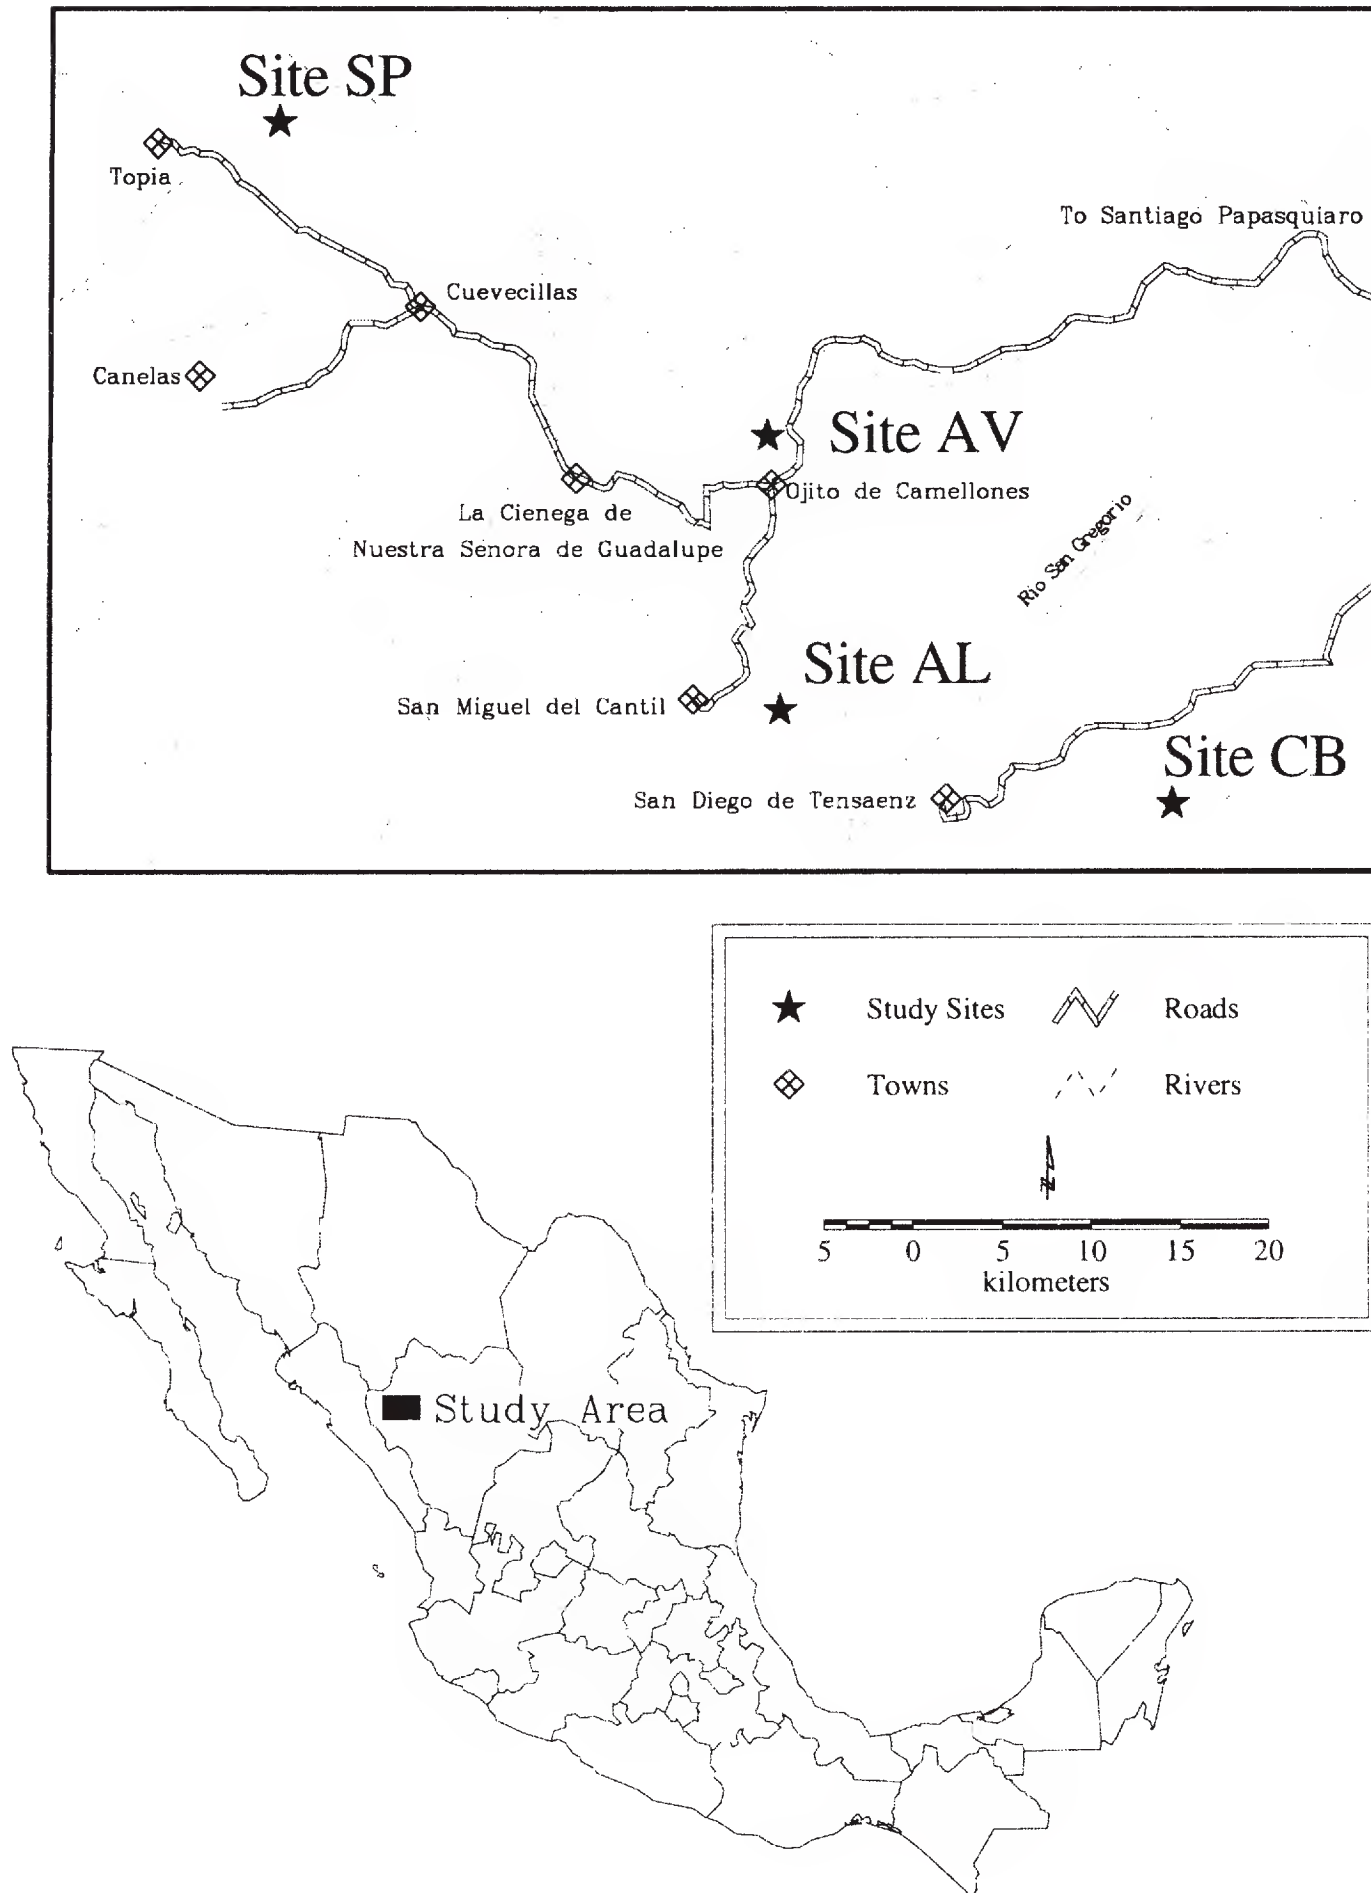 Site SP
Topia
To Santiago Papasquiaro
Cuevecillas
Canelas
Site AV
Ojito de Camellones
La Cienega de
Nuestra Senora de Guadalupe
Rio San Gregorio
Site AL
San Miguel del Cantil
Site CB
San Diego de Tensaenz
Study Sites
Roads
Towns
Rivers
N
5 0 5 10 15 20
kilometers
Study Area